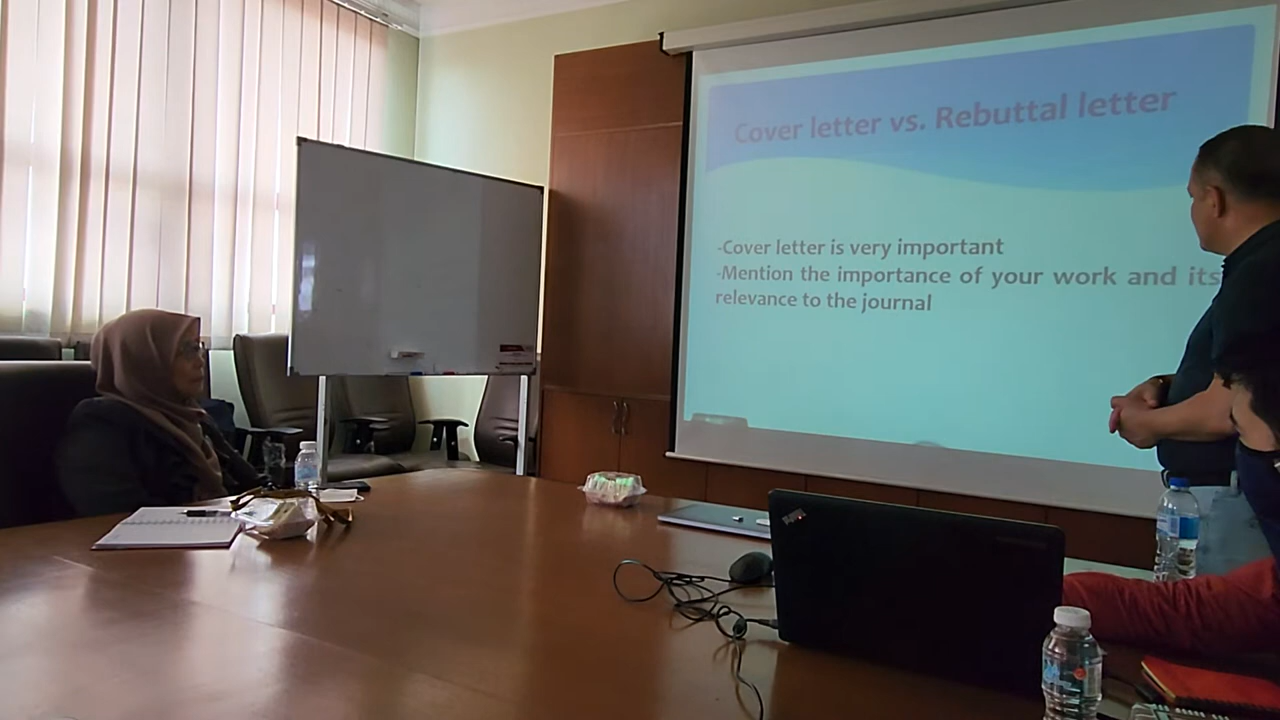 Cover letter vs. Rebuttal letter
-Cover letter is very important
-Mention the importance of your work and its
relevance to the journal
ThinkPad